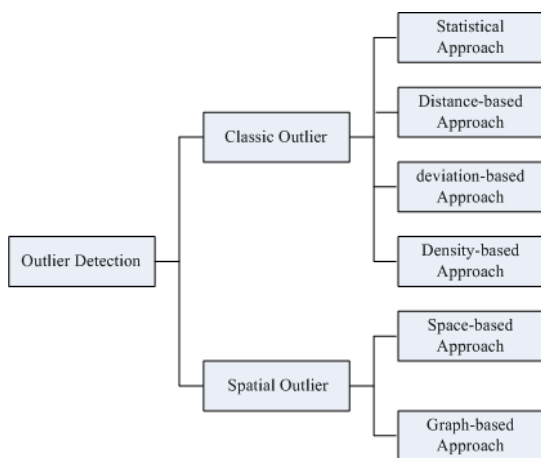 Statistical
Approach
Distance-based
Approach
Classic Outlier
deviation-based
Approach
Outlier Detection
Density-based
Approach
Space-based
Approach
Spatial Outlier
Graph-based
Approach